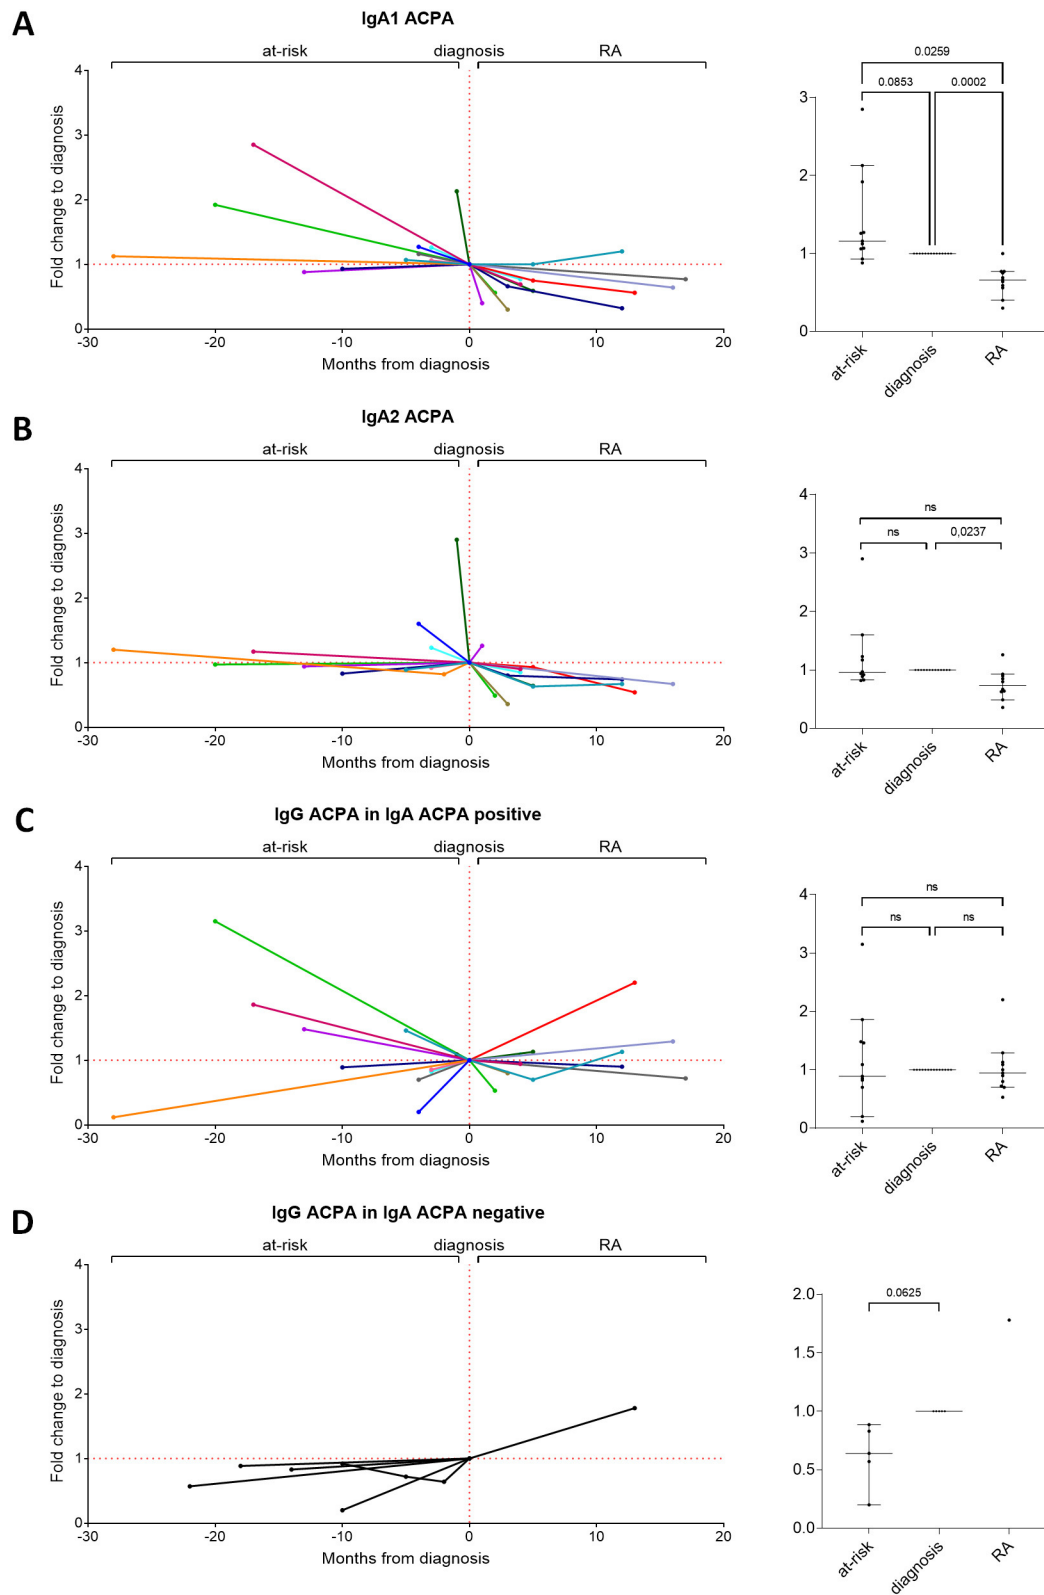 A
IgA1 ACPA
at-risk diagnosis RA
Fold change to diagnosis
4
3
2
1
0
-30 -20 -10 0 10 20
Months from diagnosis
0.0259
0.0853 0.0002
3
2
1
0
at-risk diagnosis RA
B
IgA2 ACPA
at-risk diagnosis RA
Fold change to diagnosis
4
3
2
1
0
-30 -20 -10 0 10 20
Months from diagnosis
ns
ns 0,0237
4
3
2
1
0
at-risk diagnosis RA
C
IgG ACPA in IgA ACPA positive
at-risk diagnosis RA
Fold change to diagnosis
4
3
2
1
0
-30 -20 -10 0 10 20
Months from diagnosis
ns
ns ns
4
3
2
1
0
at-risk diagnosis RA
D
IgG ACPA in IgA ACPA negative
at-risk diagnosis RA
Fold change to diagnosis
4
3
2
1
0
-30 -20 -10 0 10 20
Months from diagnosis
0.0625
2.0
1.5
1.0
0.5
0.0
at-risk diagnosis RA